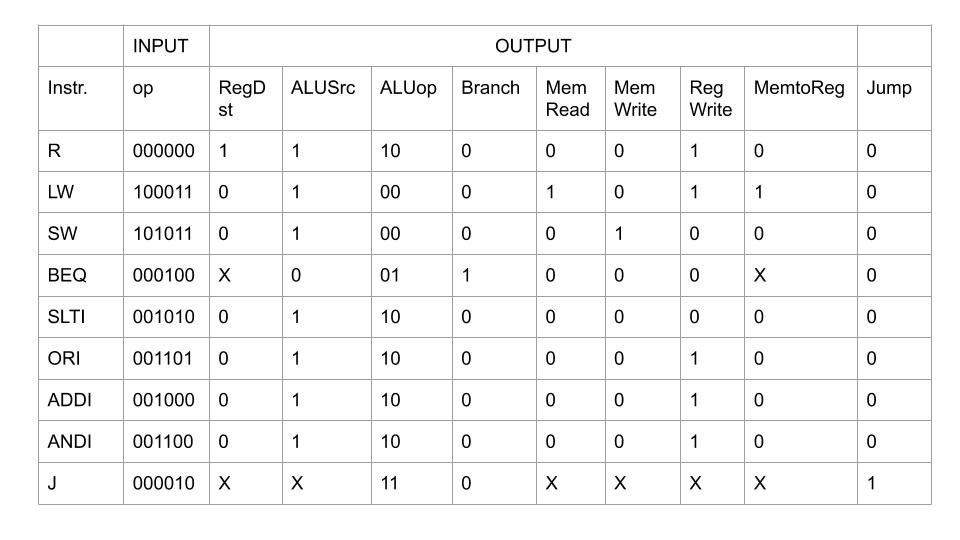 INPUT OUTPUT
Instr. op RegD st ALUSrc ALUop Branch Mem Read Mem Write Reg Write MemtoReg Jump
R 000000 1 1 10 0 0 0 1 0 0
LW 100011 0 1 00 0 1 0 1 1 0
SW 101011 0 1 00 0 0 1 0 0 0
BEQ 000100 X 0 01 1 0 0 0 X 0
SLTI 001010 0 1 10 0 0 0 0 0 0
ORI 001101 0 1 10 0 0 0 1 0 0
ADDI 001000 0 1 10 0 0 0 1 0 0
ANDI 001100 0 1 10 0 0 0 1 0 0
J 000010 X X 11 0 X X X X 1